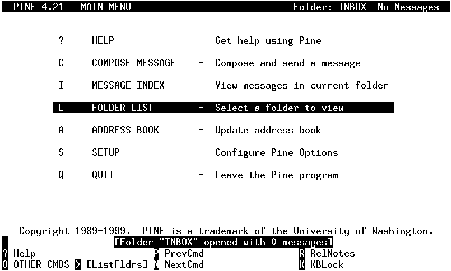 PINE 4.21 MAIN MENU Folder: INBOX No Messages
? HELP Get help using Pine
C COMPOSE MESSAGE - Compose and send a message
I MESSAGE INDEX - View messages in current folder
L FOLDER LIST - Select a folder to view
A ADDRESS BOOK - Update address book
S SETUP Configure Pine Options
Q QUIT - Leave the Pine program
Copyright 1989-1999. PINE is a trademark of the University of Washington.
[Folder "INBOX" opened with 0 messages]
? Help P PrevCmd R RelNotes
O OTHER CMDS > [ListFldrs] N NextCmd K KBLock